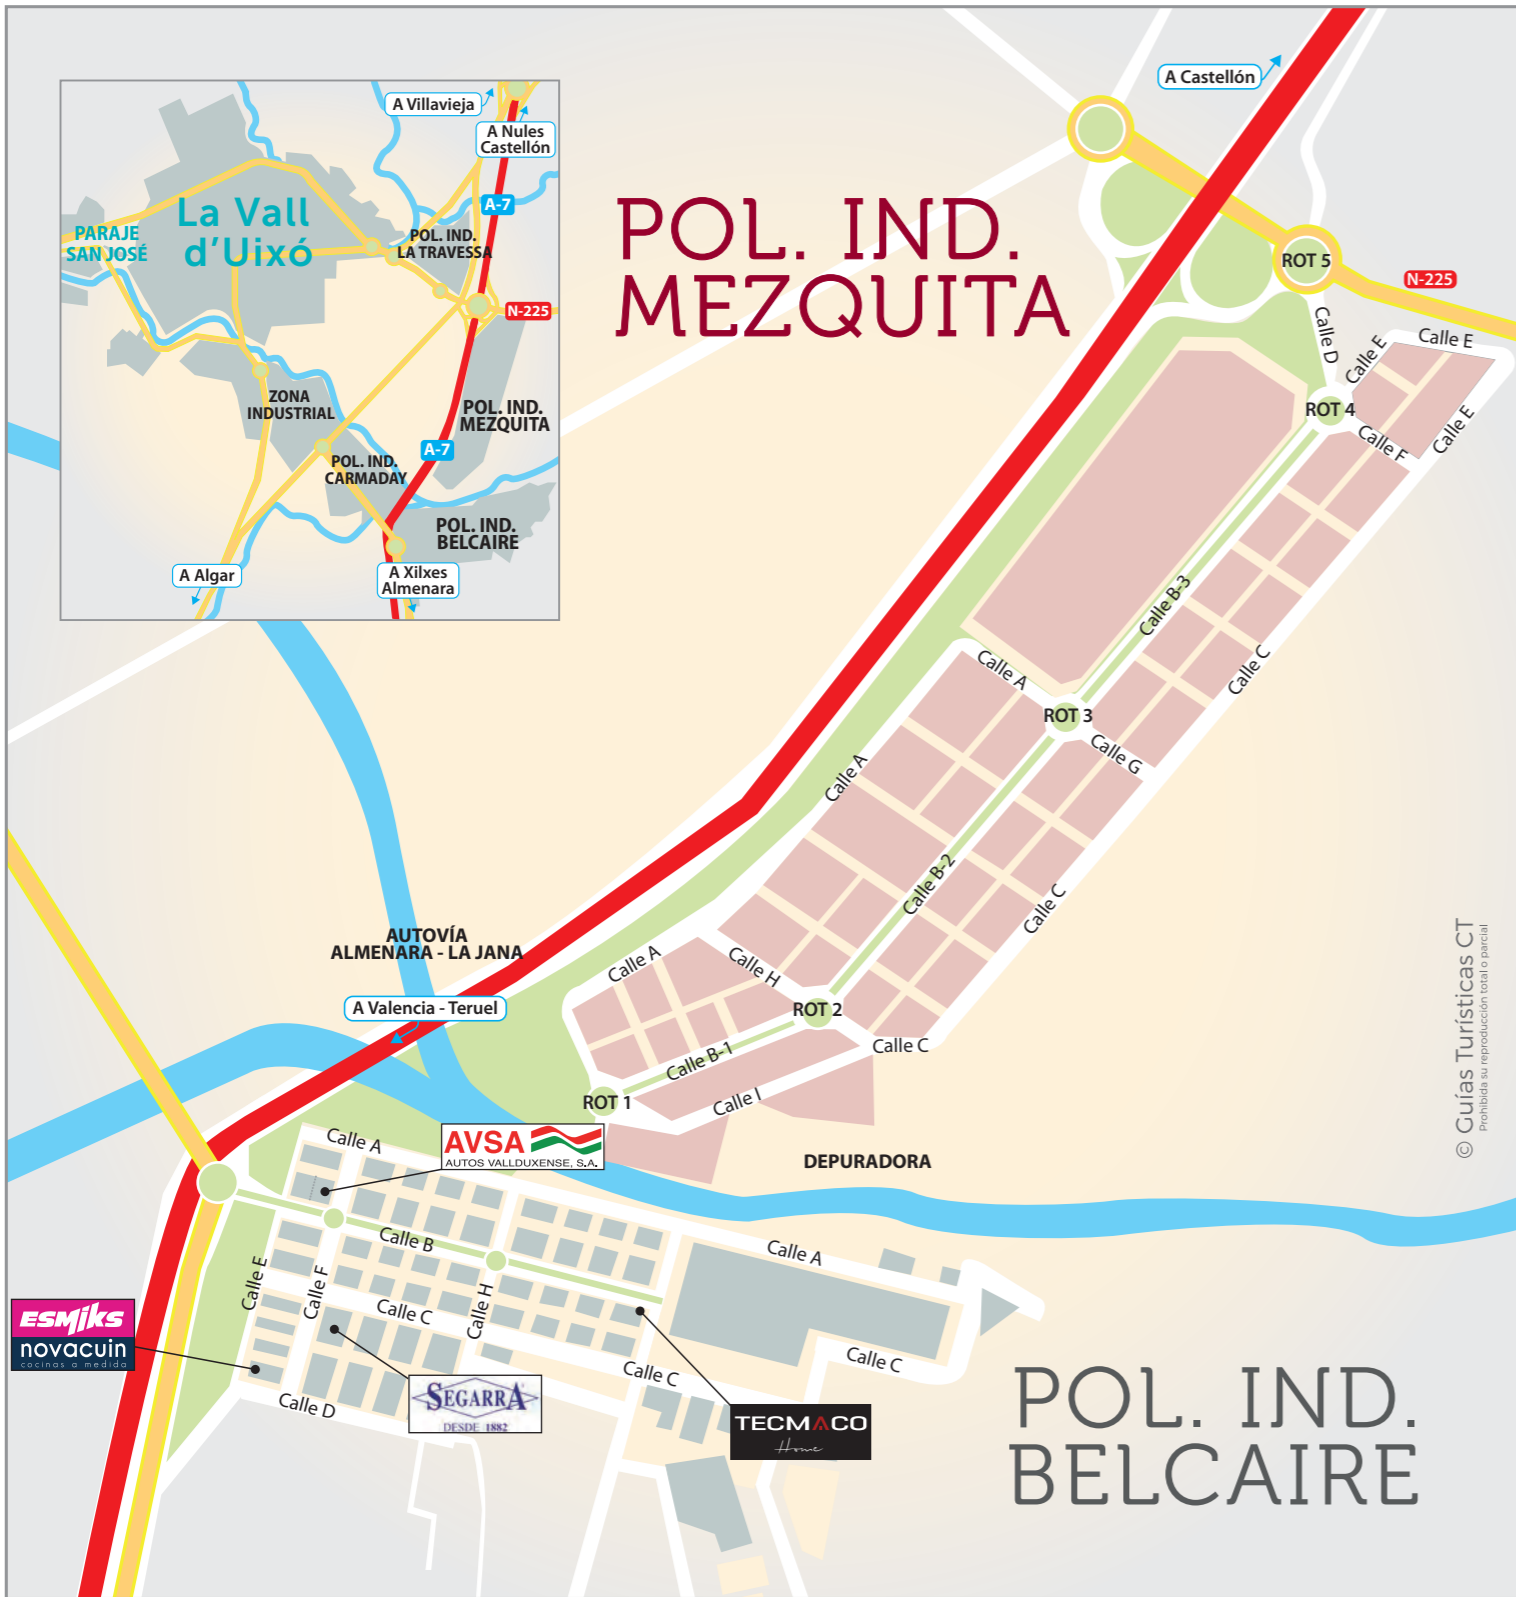 A Castellón
A Villavieja
A Nules
Castellón
A-7
La Vall
d'Uixó
PARAJE
SAN JOSÉ
POL. IND.
LA TRAVESSA
N-225
ZONA
INDUSTRIAL
POL. IND.
MEZQUITA
A-7
POL. IND.
CARMADAY
POL. IND.
BELCAIRE
A Algar
A Xilxes
Almenara
POL. IND.
MEZQUITA
ROT 5
N-225
Calle D
Calle E
Calle E
Calle E
ROT 4
Calle F
Calle B-3
Calle C
Calle A
ROT 3
Calle G
Calle A
Calle B-2
Calle C
AUTOVÍA
ALMENARA - LA JANA
A Valencia - Teruel
Calle A
Calle H
ROT 2
Calle C
Calle B-1
Calle I
ROT 1
DEPURADORA
© Guías Turísticas CT
Prohibida su reproducción total o parcial
Calle A
AVSA
AUTOS VALLDUXENSE, S.A.
Calle B
Calle A
Calle E
Calle F
Calle H
Calle C
Calle C
Calle C
Calle D
ESMIKS
novacuin
cocinas a medida
SEGARRA
DESDE 1882
TECMACO
Home
POL. IND.
BELCAIRE